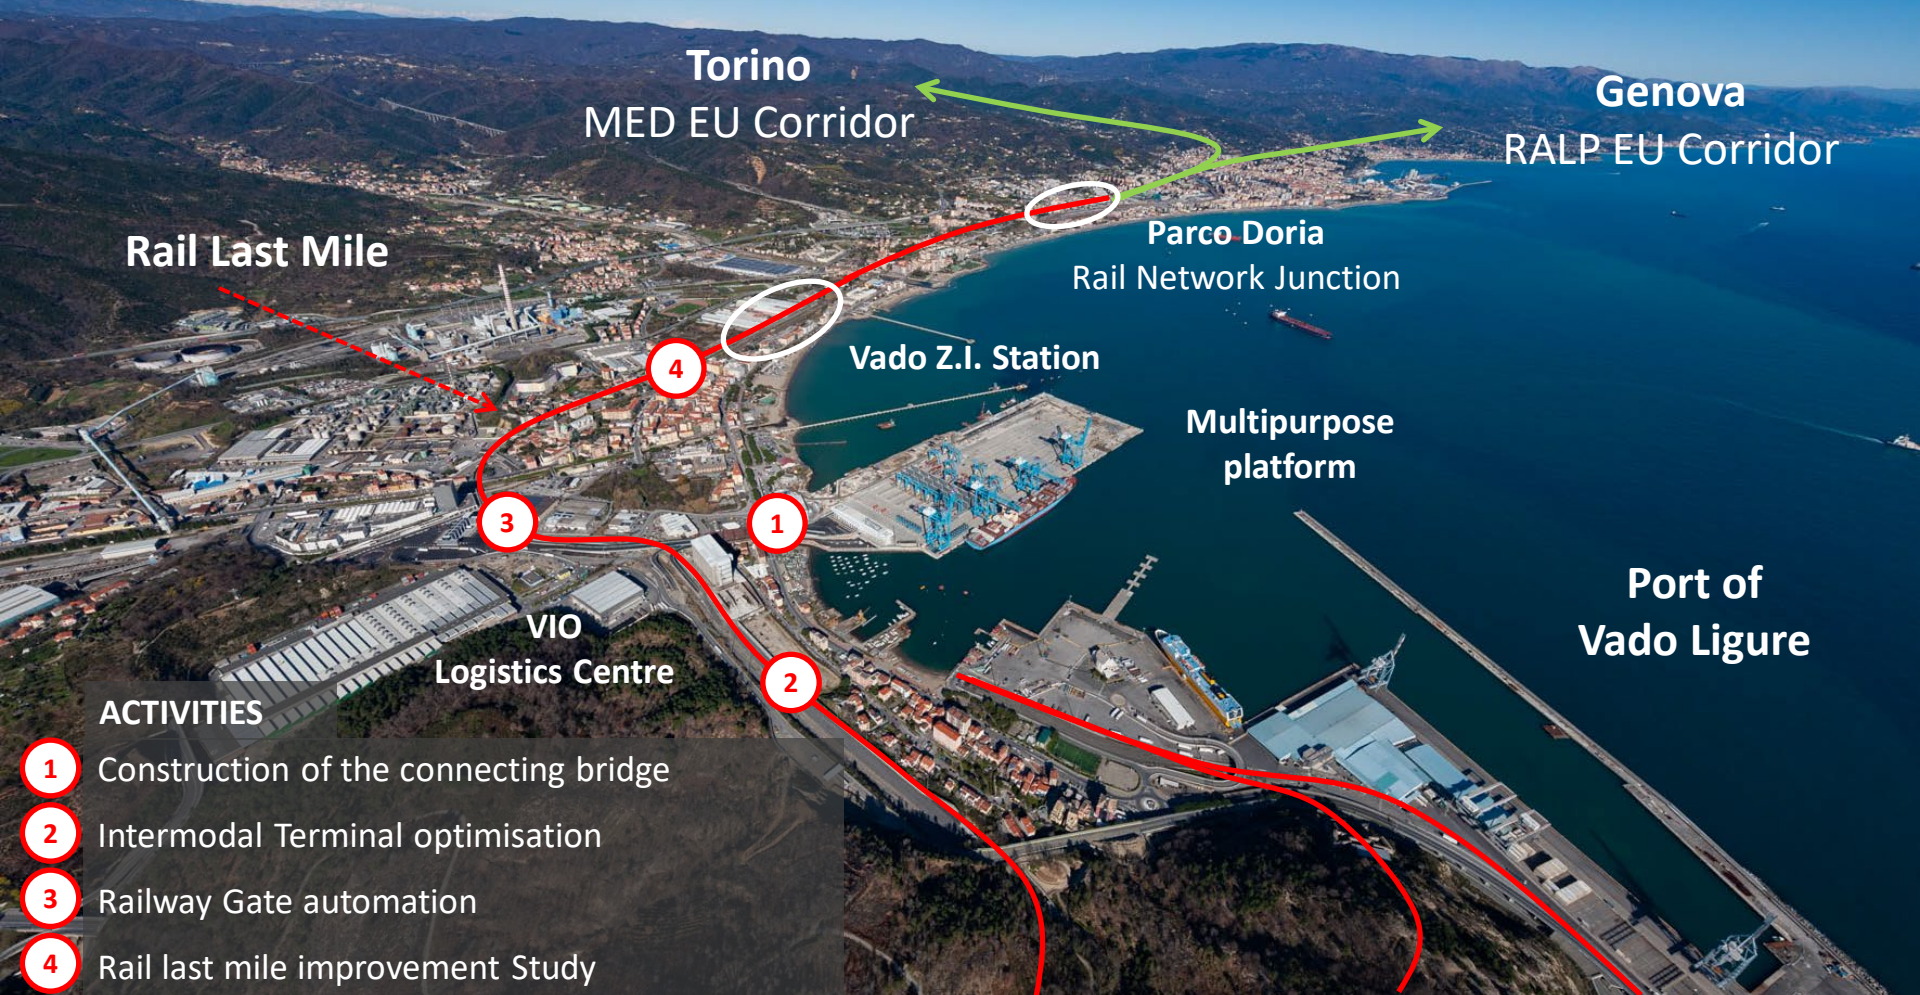 Torino
MED EU Corridor
Genova
RALP EU Corridor
Rail Last Mile
Parco Doria
Rail Network Junction
4
Vado Z.I. Station
Multipurpose
platform
3
1
Port of
Vado Ligure
VIO
Logistics Centre
2
ACTIVITIES
1 Construction of the connecting bridge
2 Intermodal Terminal optimisation
3 Railway Gate automation
4 Rail last mile improvement Study